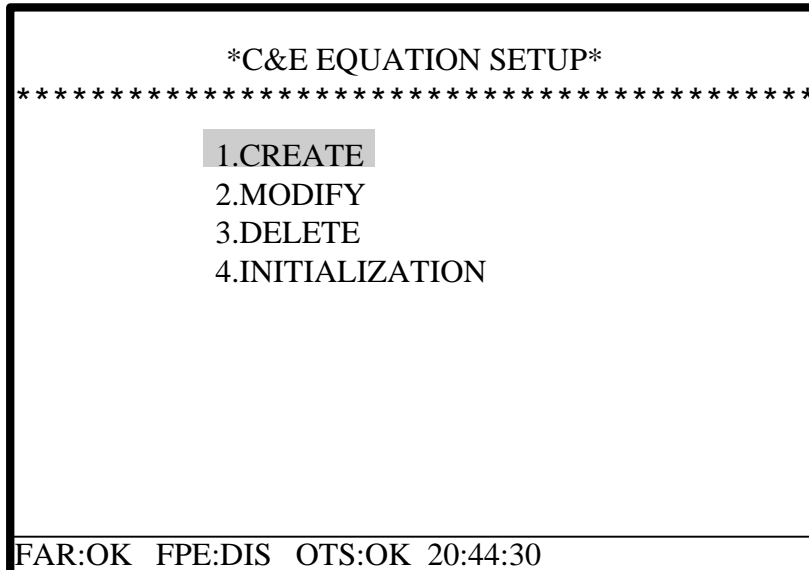 *C&E EQUATION SETUP*
*******************************************
1.CREATE
2.MODIFY
3.DELETE
4.INITIALIZATION
FAR:OK FPE:DIS OTS:OK 20:44:30